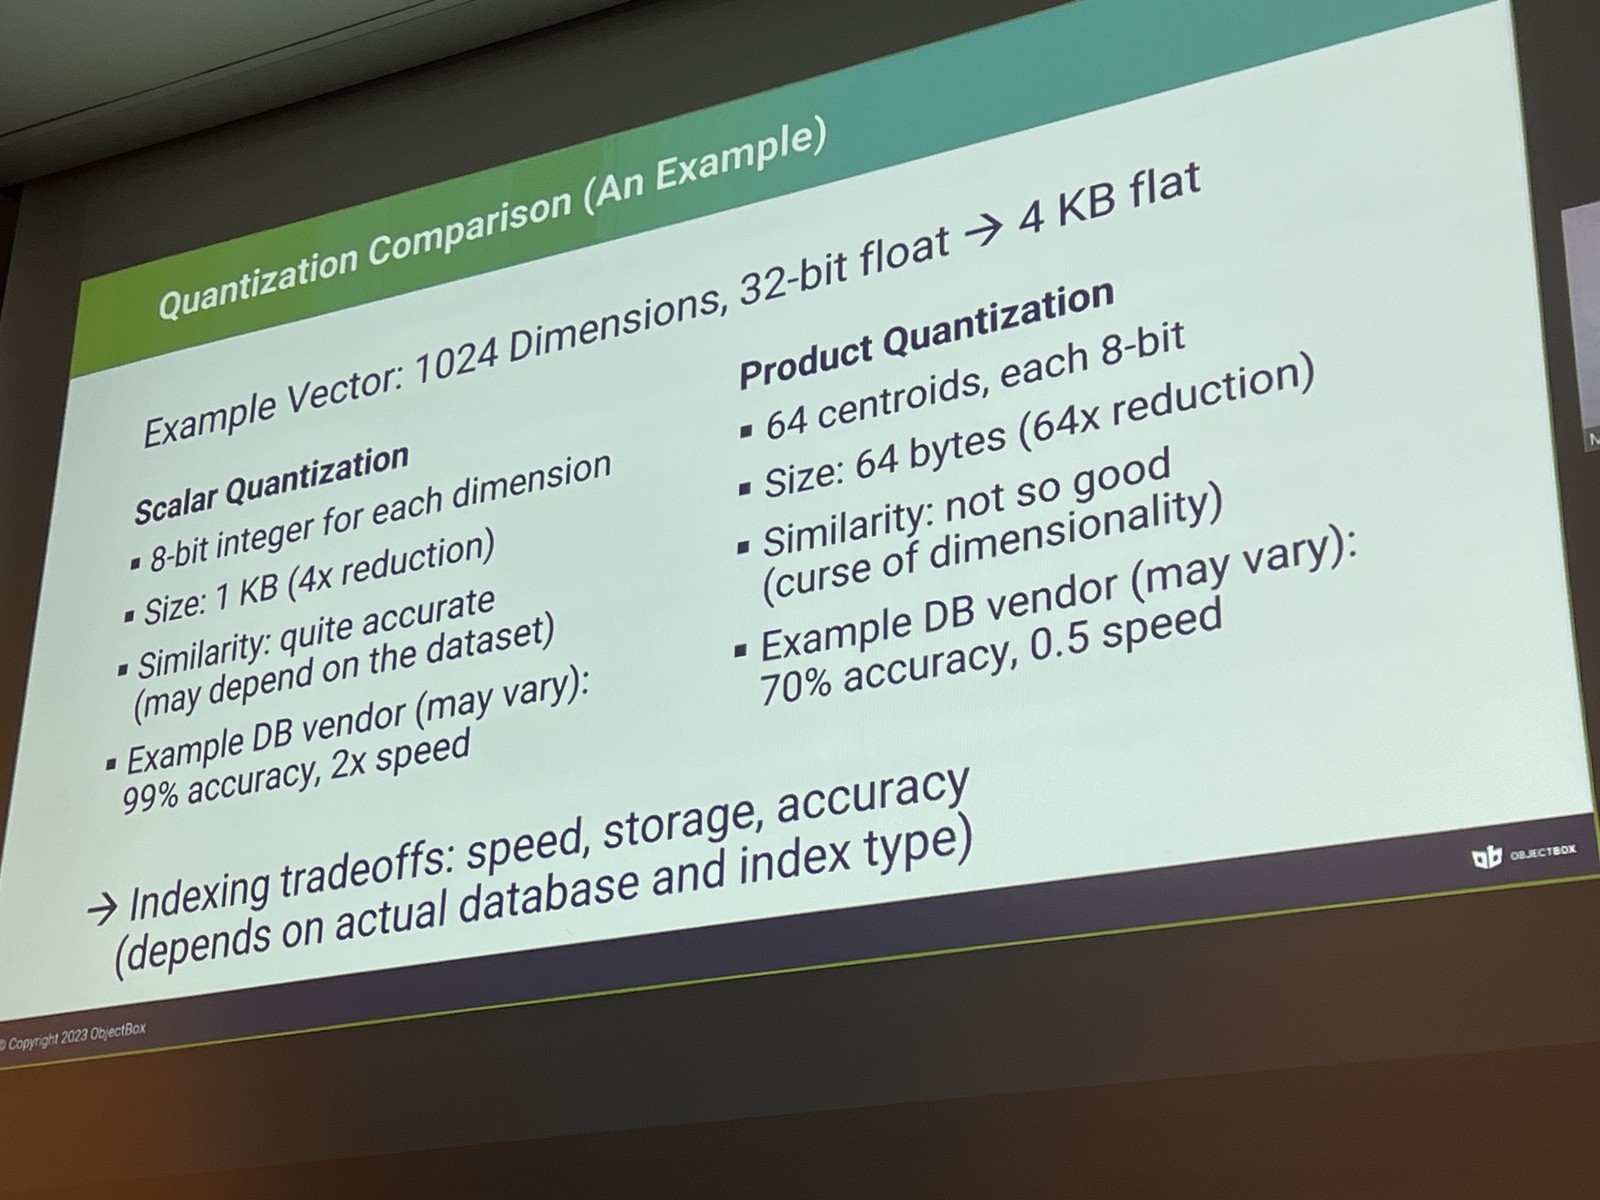 Quantization Comparison (An Example)
Example Vector: 1024 Dimensions, 32-bit float → 4 KB flat
Scalar Quantization
▪ 8-bit integer for each dimension
▪ Size: 1 KB (4x reduction)
▪ Similarity: quite accurate
(may depend on the dataset)
▪ Example DB vendor (may vary):
99% accuracy, 2x speed
Product Quantization
▪ 64 centroids, each 8-bit
▪ Size: 64 bytes (64x reduction)
▪ Similarity: not so good
(curse of dimensionality)
▪ Example DB vendor (may vary):
70% accuracy, 0.5 speed
→ Indexing tradeoffs: speed, storage, accuracy
(depends on actual database and index type)
© Copyright 2023 ObjectBox
OBJECTBOX